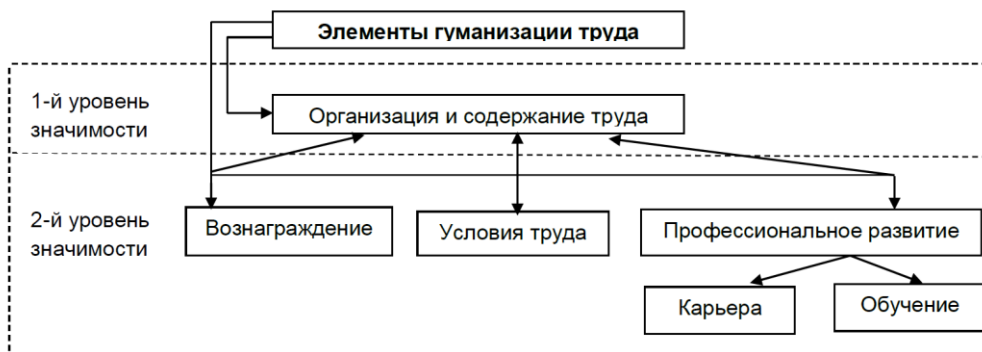 Элементы гуманизации труда
1-й уровень
значимости
Организация и содержание труда
2-й уровень
значимости
Вознаграждение
Условия труда
Профессиональное развитие
Карьера
Обучение